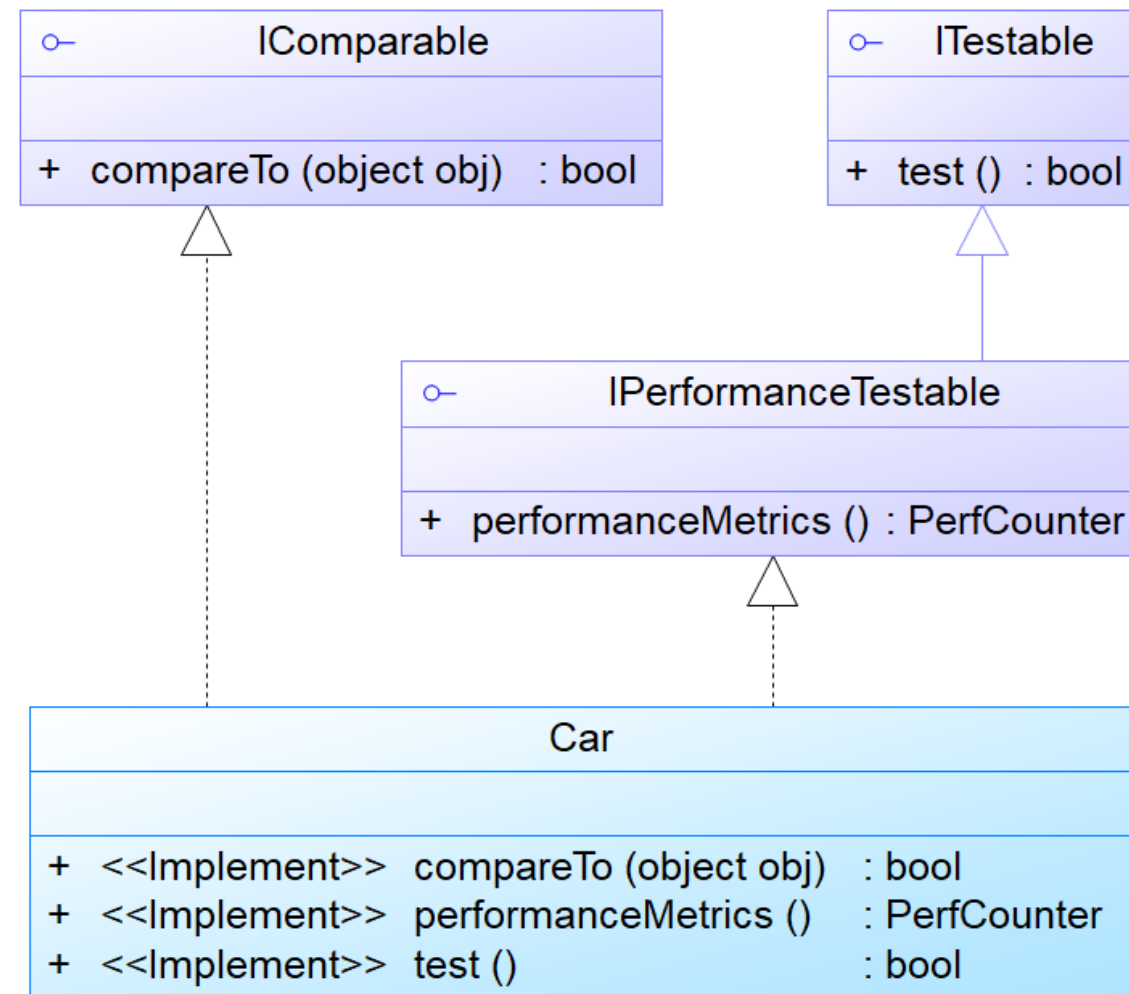 IComparable
+ compareTo (object obj) : bool
ITestable
+ test () : bool
IPerformanceTestable
+ performanceMetrics () : PerfCounter
Car
+ <<Implement>> compareTo (object obj) : bool
+ <<Implement>> performanceMetrics () : PerfCounter
+ <<Implement>> test () : bool